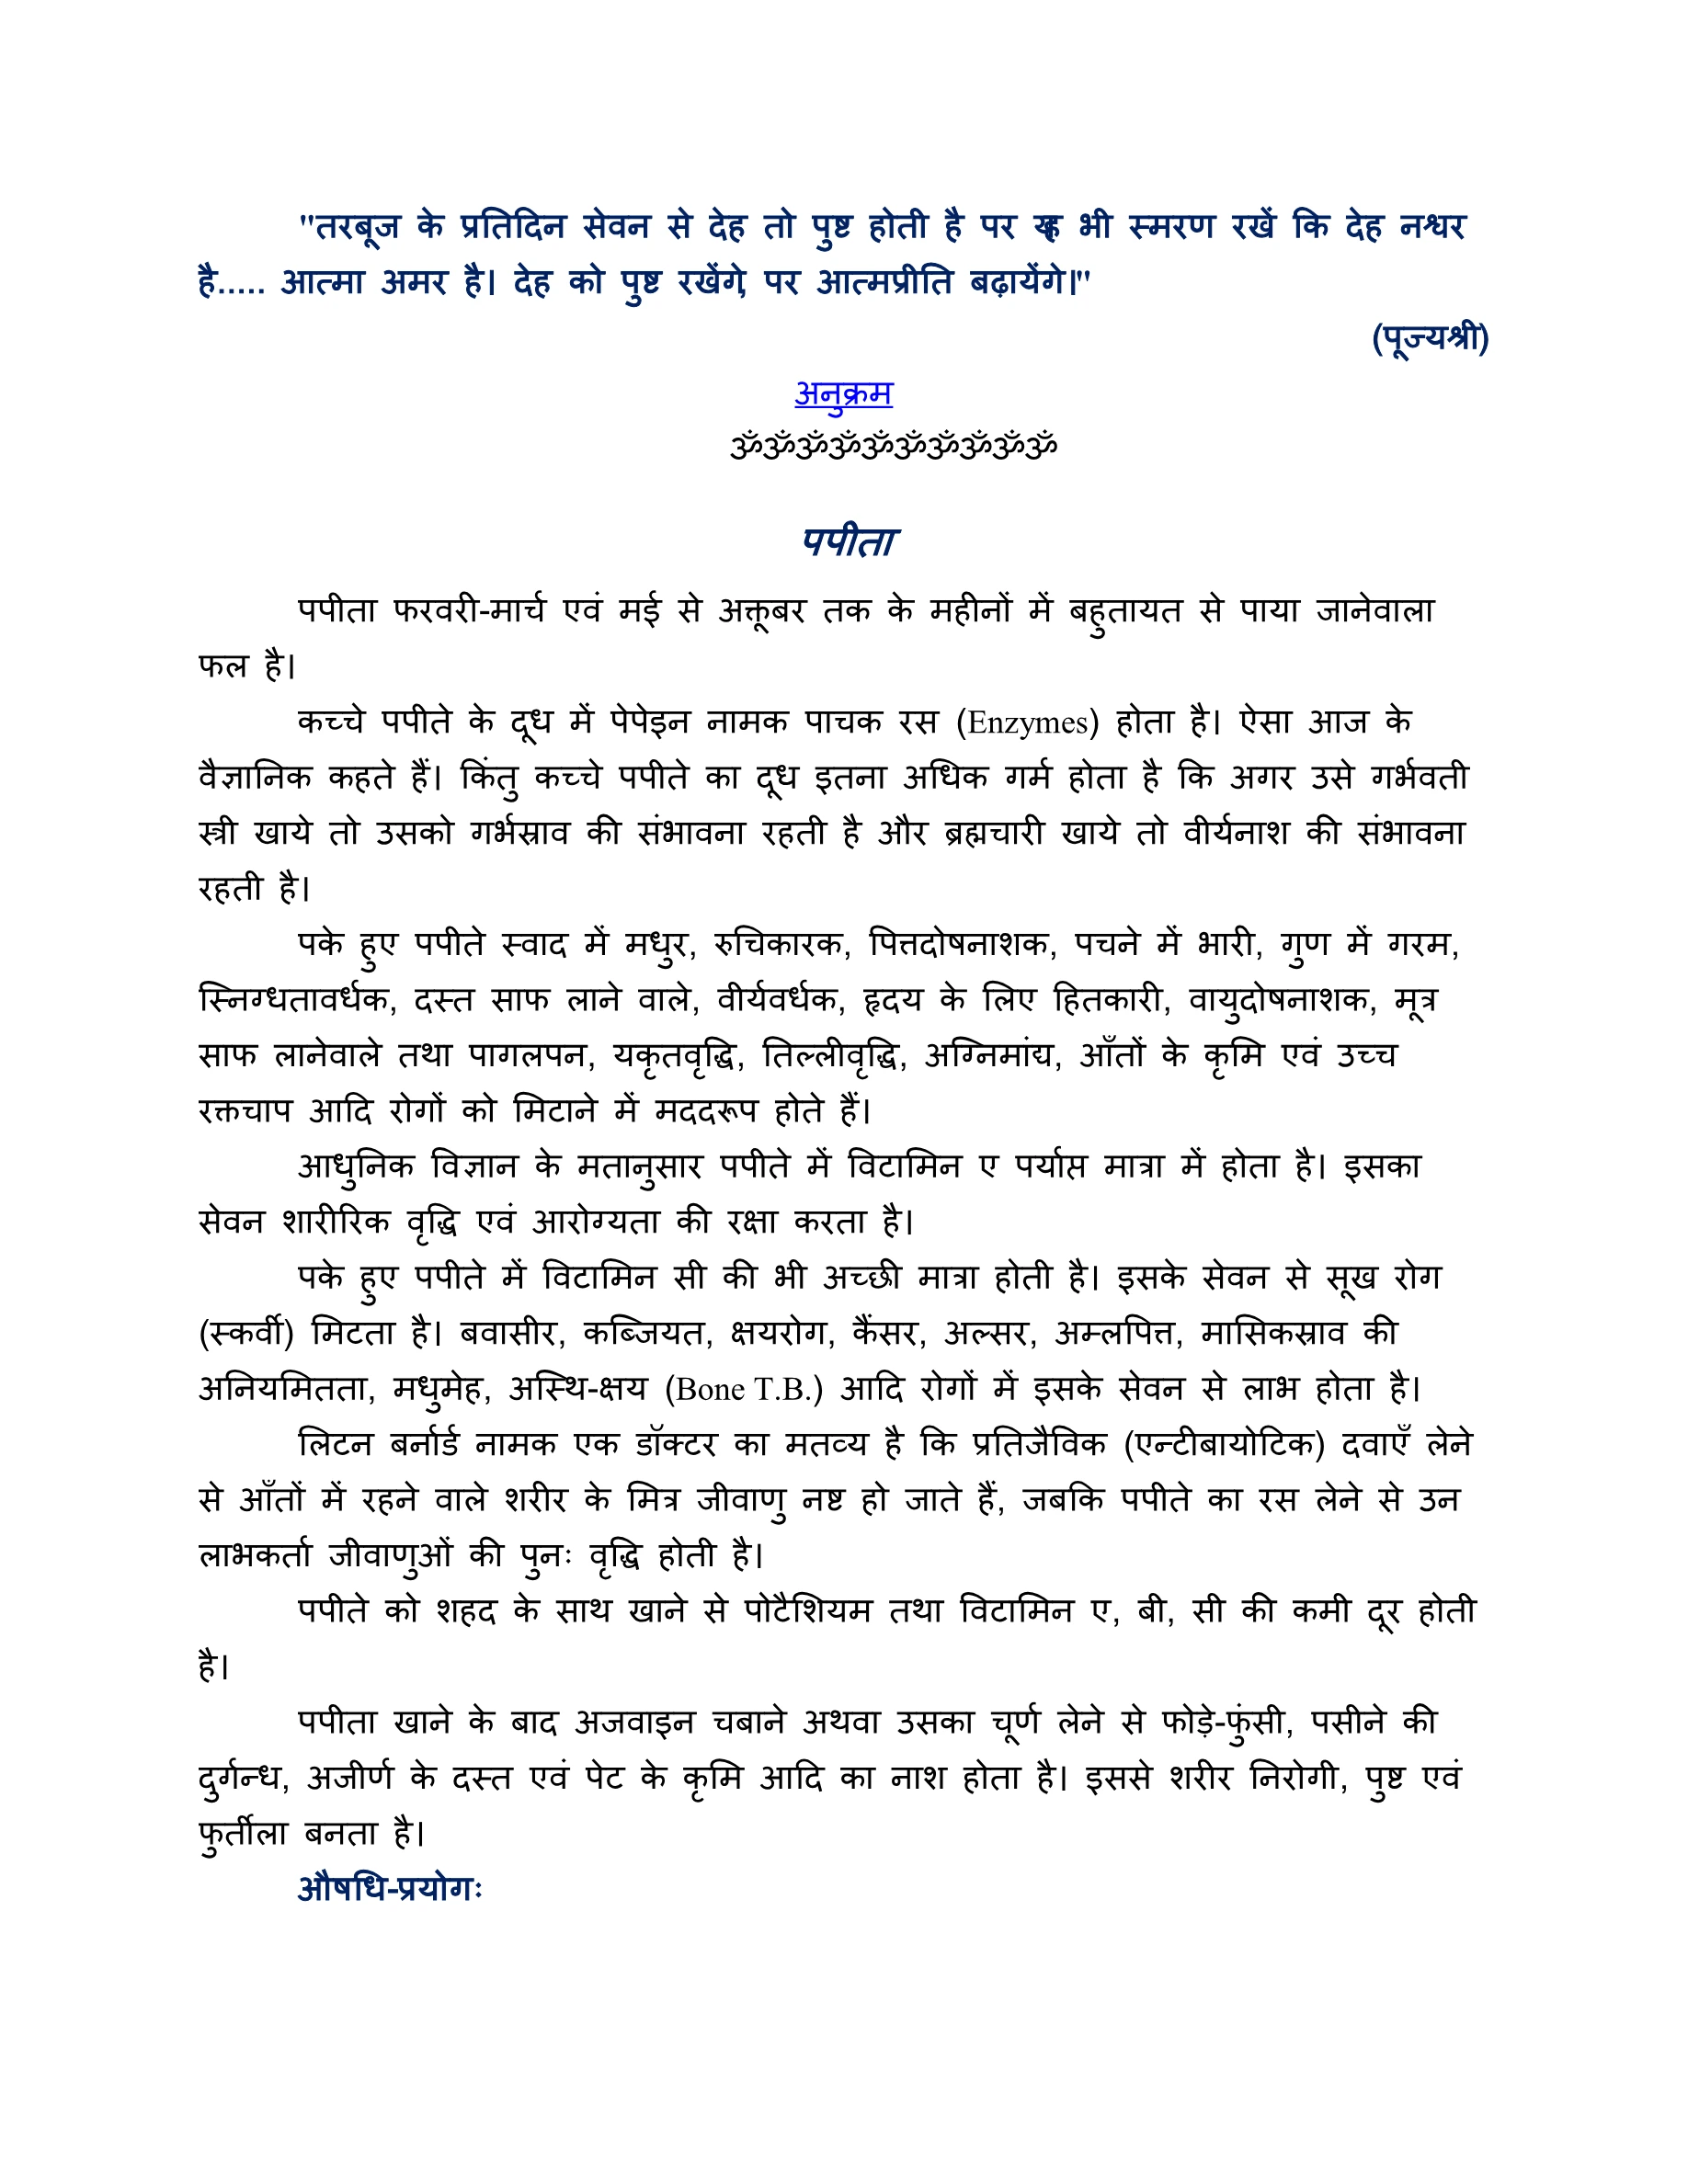 "तरबूज के प्रतिदिन सेवन से देह तो पुष्ट होती है पर यह भी स्मरण रखें कि देह नश्वर
है..... आत्मा अमर है। देह को पुष्ट रखेंगे, पर आत्मप्रीति बढ़ायेंगे।"
(पूज्यश्री)
अनुक्रम
ॐॐॐॐॐॐॐॐॐॐ
पपीता
पपीता फरवरी-मार्च एवं मई से अक्तूबर तक के महीनों में बहुतायत से पाया जानेवाला
फल है।
कच्चे पपीते के दूध में पेपेइन नामक पाचक रस (Enzymes) होता है। ऐसा आज के
वैज्ञानिक कहते हैं। किंतु कच्चे पपीते का दूध इतना अधिक गर्म होता है कि अगर उसे गर्भवती
स्त्री खाये तो उसको गर्भस्राव की संभावना रहती है और ब्रह्मचारी खाये तो वीर्यनाश की संभावना
रहती है।
पके हुए पपीते स्वाद में मधुर, रुचिकारक, पित्तदोषनाशक, पचने में भारी, गुण में गरम,
स्निग्धतावर्धक, दस्त साफ लाने वाले, वीर्यवर्धक, हृदय के लिए हितकारी, वायुदोषनाशक, मूत्र
साफ लानेवाले तथा पागलपन, यकृतवृद्धि, तिल्लीवृद्धि, अग्निमांद्य, आँतों के कृमि एवं उच्च
रक्तचाप आदि रोगों को मिटाने में मददरूप होते हैं।
आधुनिक विज्ञान के मतानुसार पपीते में विटामिन ए पर्याप्त मात्रा में होता है। इसका
सेवन शारीरिक वृद्धि एवं आरोग्यता की रक्षा करता है।
पके हुए पपीते में विटामिन सी की भी अच्छी मात्रा होती है। इसके सेवन से सूख रोग
(स्कर्वी) मिटता है। बवासीर, कब्जियत, क्षयरोग, कैंसर, अल्सर, अम्लपित्त, मासिकस्राव की
अनियमितता, मधुमेह, अस्थि-क्षय (Bone T.B.) आदि रोगों में इसके सेवन से लाभ होता है।
लिटन बर्नार्ड नामक एक डॉक्टर का मतव्य है कि प्रतिजैविक (एन्टीबायोटिक) दवाएँ लेने
से आँतों में रहने वाले शरीर के मित्र जीवाणु नष्ट हो जाते हैं, जबकि पपीते का रस लेने से उन
लाभकर्ता जीवाणुओं की पुनः वृद्धि होती है।
पपीते को शहद के साथ खाने से पोटैशियम तथा विटामिन ए, बी, सी की कमी दूर होती
है।
पपीता खाने के बाद अजवाइन चबाने अथवा उसका चूर्ण लेने से फोड़े-फुंसी, पसीने की
दुर्गन्ध, अजीर्ण के दस्त एवं पेट के कृमि आदि का नाश होता है। इससे शरीर निरोगी, पुष्ट एवं
फुर्तीला बनता है।
औषधि-प्रयोगः